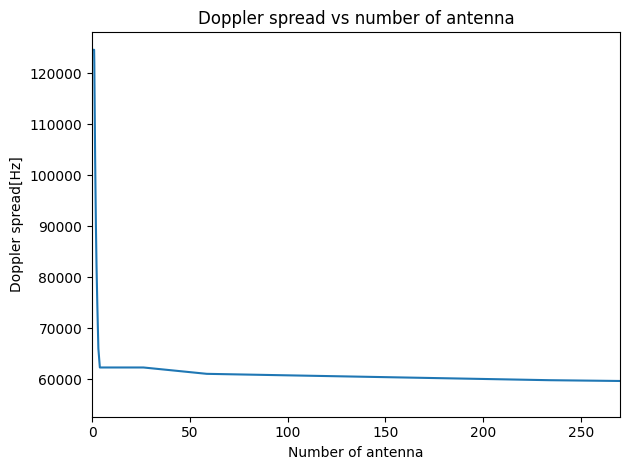 Doppler spread vs number of antenna
120000
110000
100000
90000
80000
70000
60000
Doppler spread[Hz]
0 50 100 150 200 250
Number of antenna